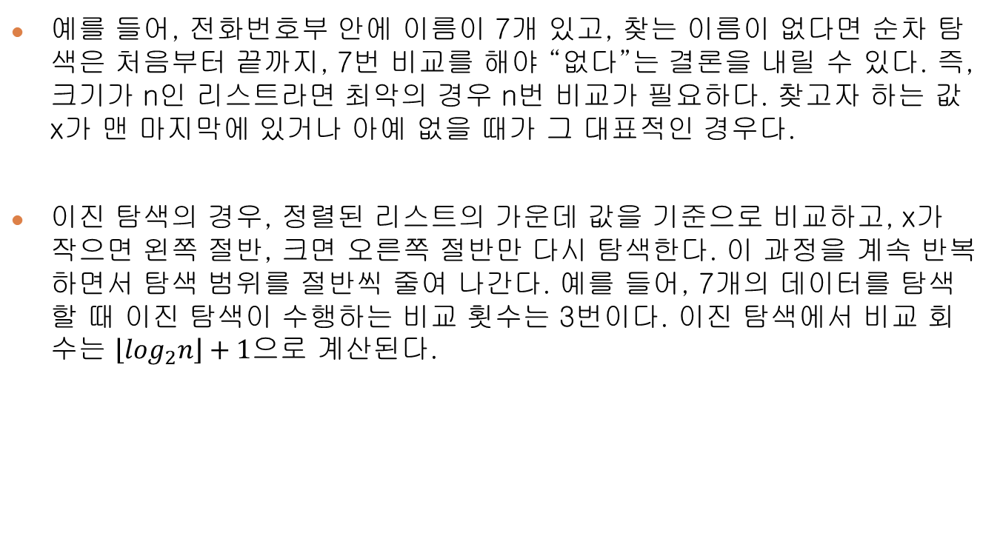 • 예를 들어, 전화번호부 안에 이름이 7개 있고, 찾는 이름이 없다면 순차 탐
색은 처음부터 끝까지, 7번 비교를 해야 “없다”는 결론을 내릴 수 있다. 즉,
크기가 n인 리스트라면 최악의 경우 n번 비교가 필요하다. 찾고자 하는 값
x가 맨 마지막에 있거나 아예 없을 때가 그 대표적인 경우다.
• 이진 탐색의 경우, 정렬된 리스트의 가운데 값을 기준으로 비교하고, x가
작으면 왼쪽 절반, 크면 오른쪽 절반만 다시 탐색한다. 이 과정을 계속 반복
하면서 탐색 범위를 절반씩 줄여 나간다. 예를 들어, 7개의 데이터를 탐색
할 때 이진 탐색이 수행하는 비교 횟수는 3번이다. 이진 탐색에서 비교 회
수는 ⌊log₂n⌋ + 1으로 계산된다.